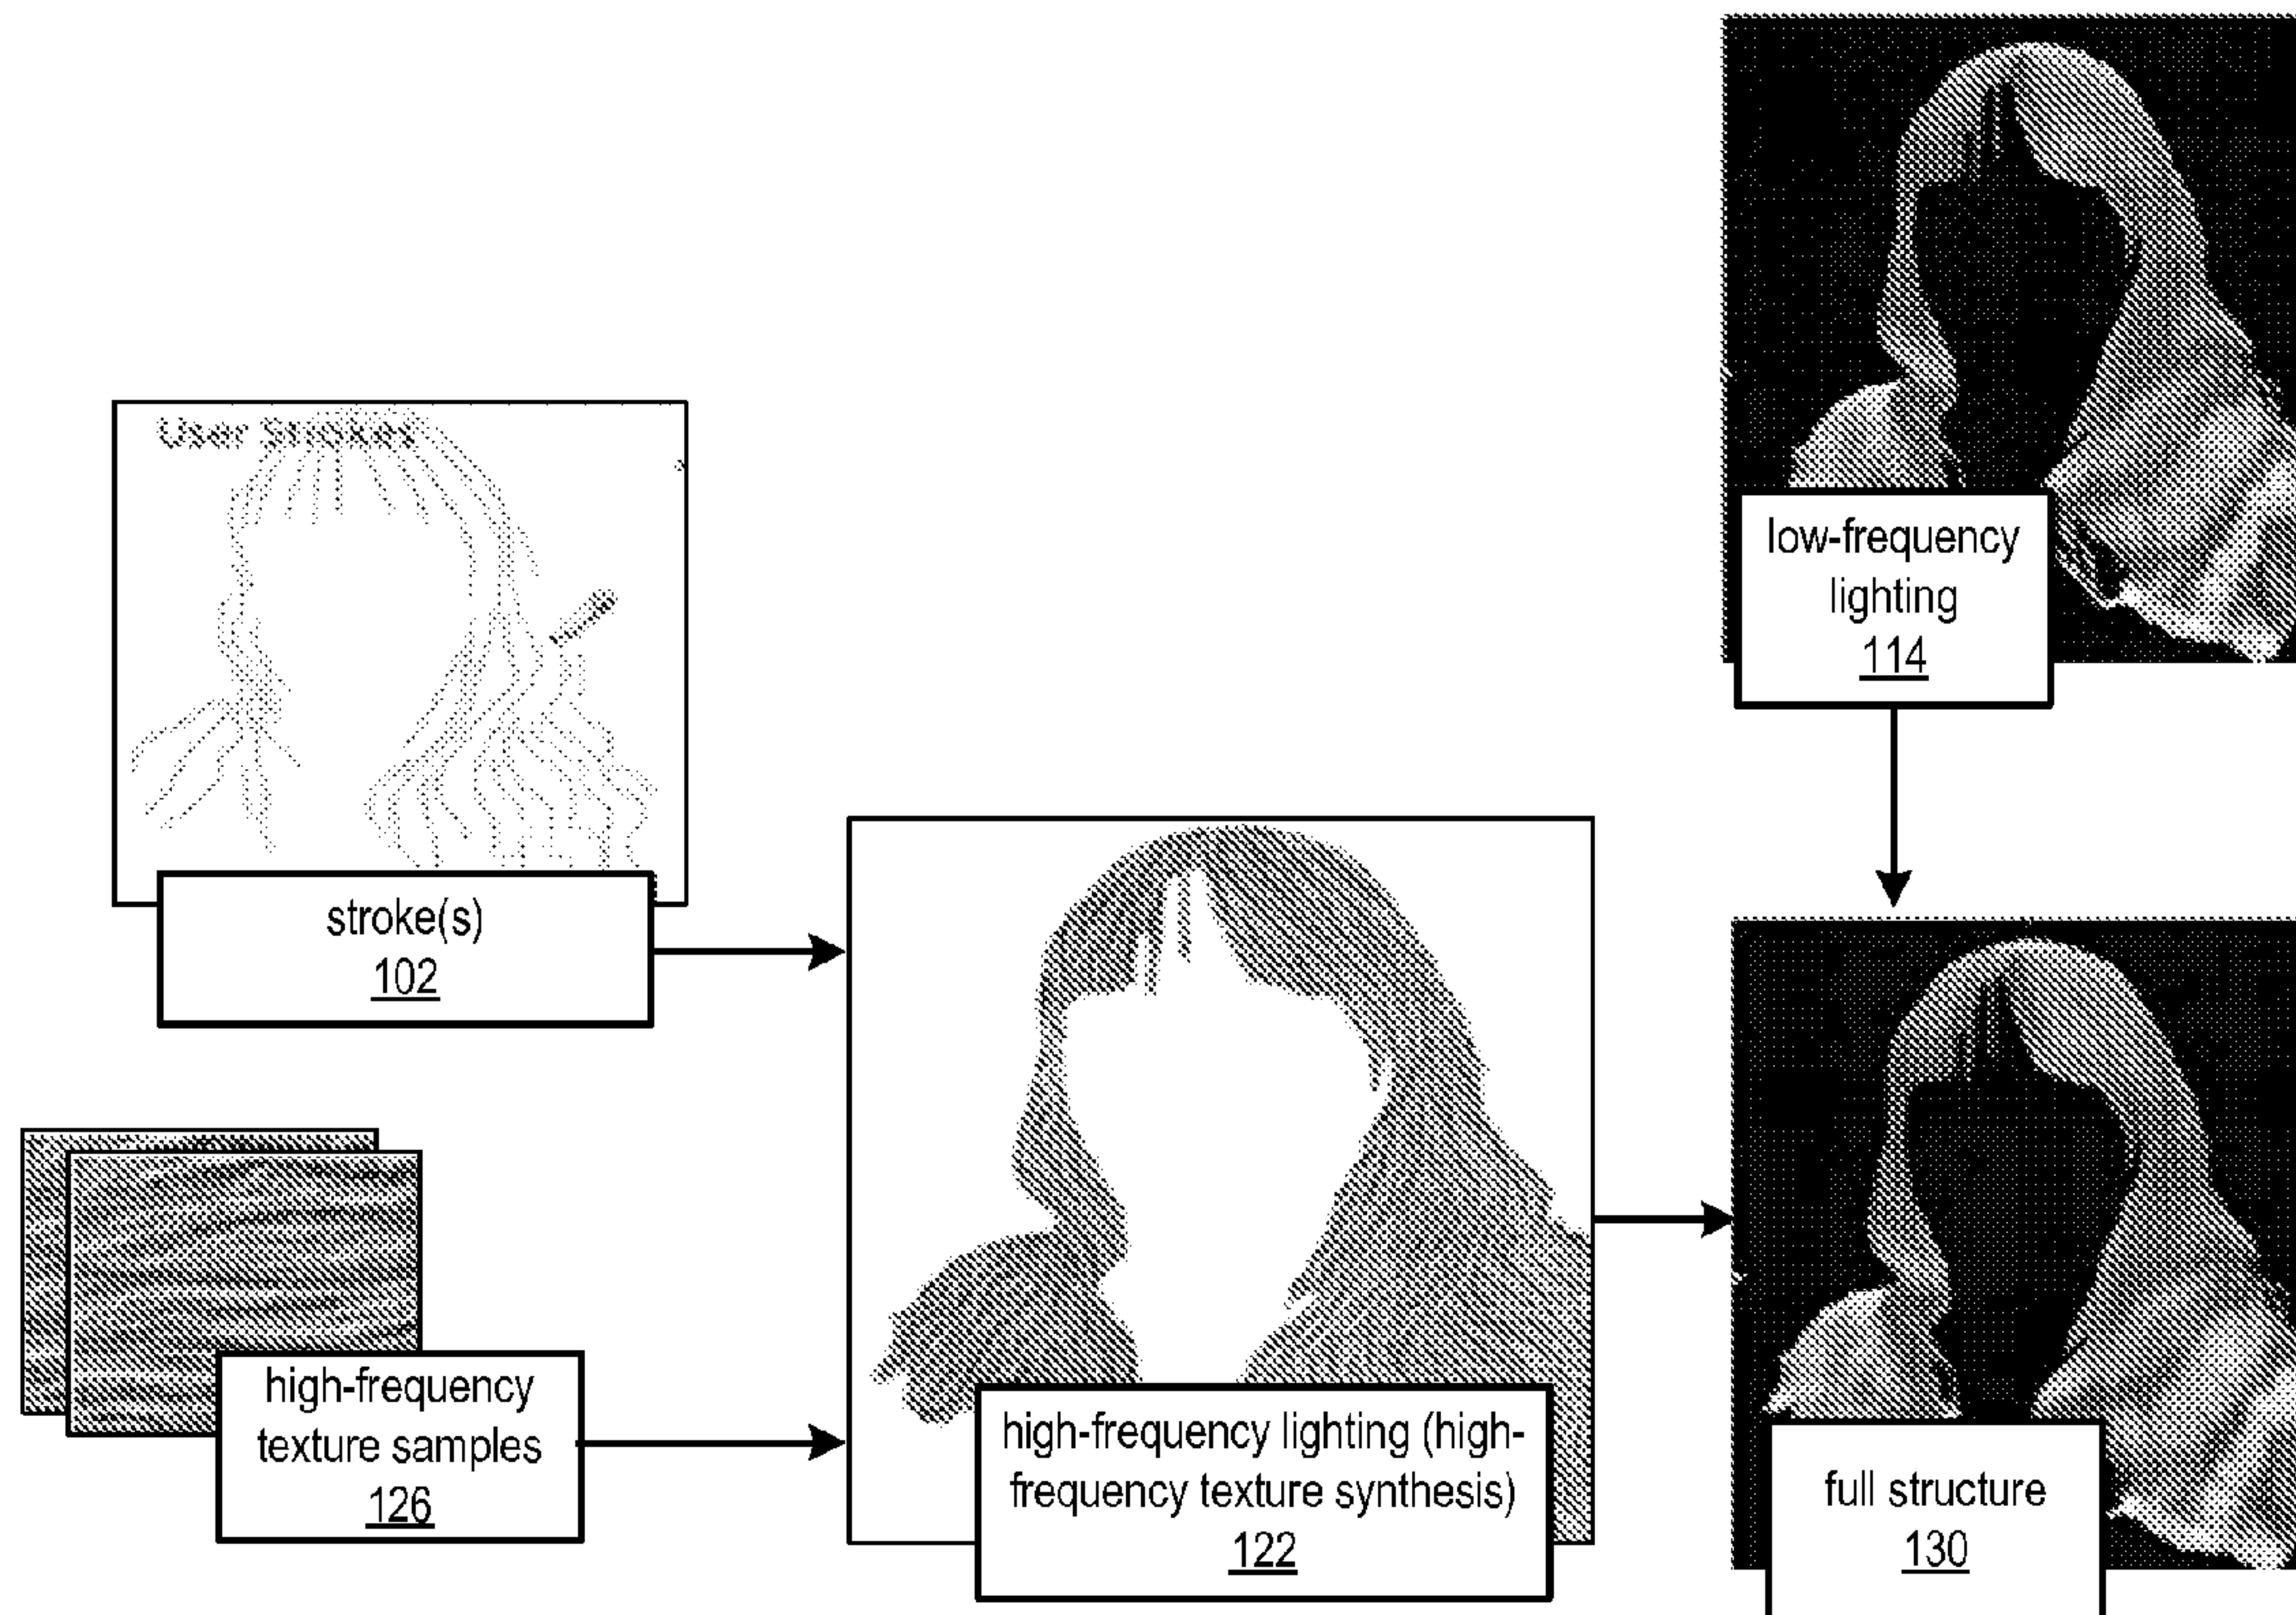 User Strokes
stroke(s)
102
high-frequency
texture samples
126
high-frequency lighting (high-
frequency texture synthesis)
122
low-frequency
lighting
114
full structure
130